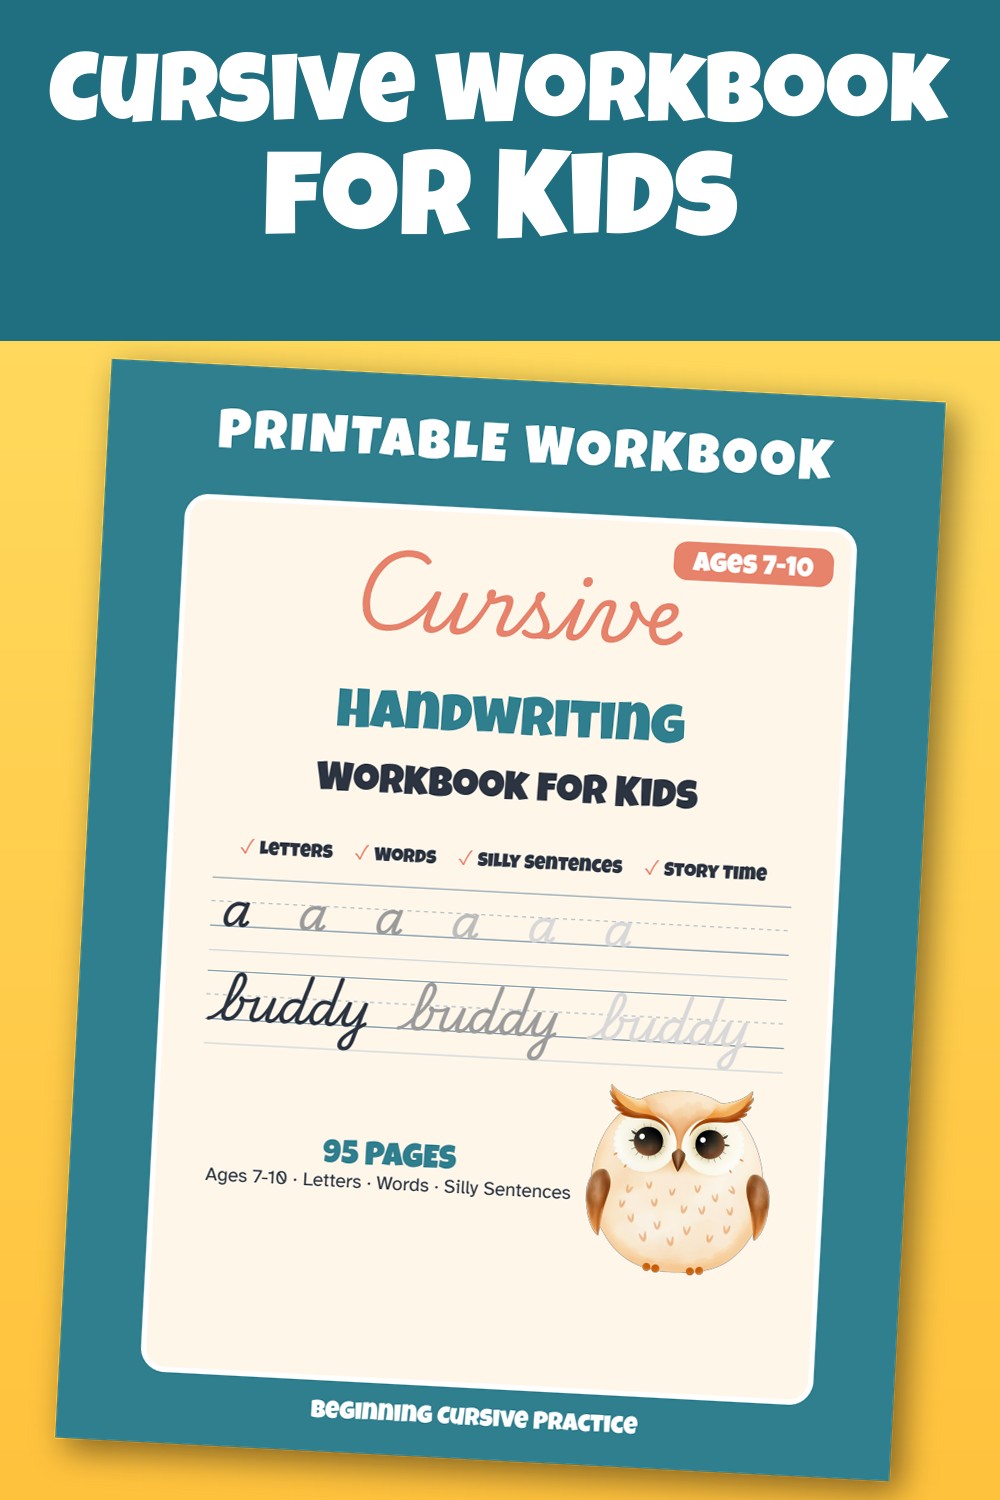 Cursive Workbook
for Kids
Printable Workbook
Ages 7-10
Cursive
Handwriting
Workbook for Kids
✓ Letters ✓ Words ✓ Silly Sentences ✓ Story Time
a a a a a a
buddy buddy buddy
95 Pages
Ages 7-10 · Letters · Words · Silly Sentences
Beginning Cursive Practice